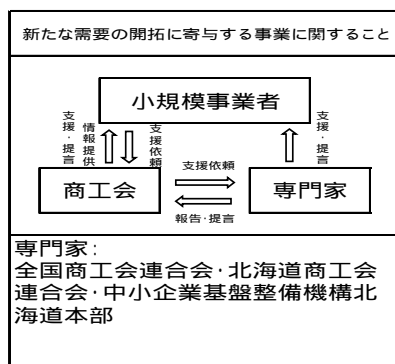 新たな需要の開拓に寄与する事業に関すること
小規模事業者
支援・提言
情報提供
支援依頼
支援・提言
商工会
支援依頼
報告・提言
専門家
専門家:
全国商工会連合会・北海道商工会
連合会・中小企業基盤整備機構北
海道本部